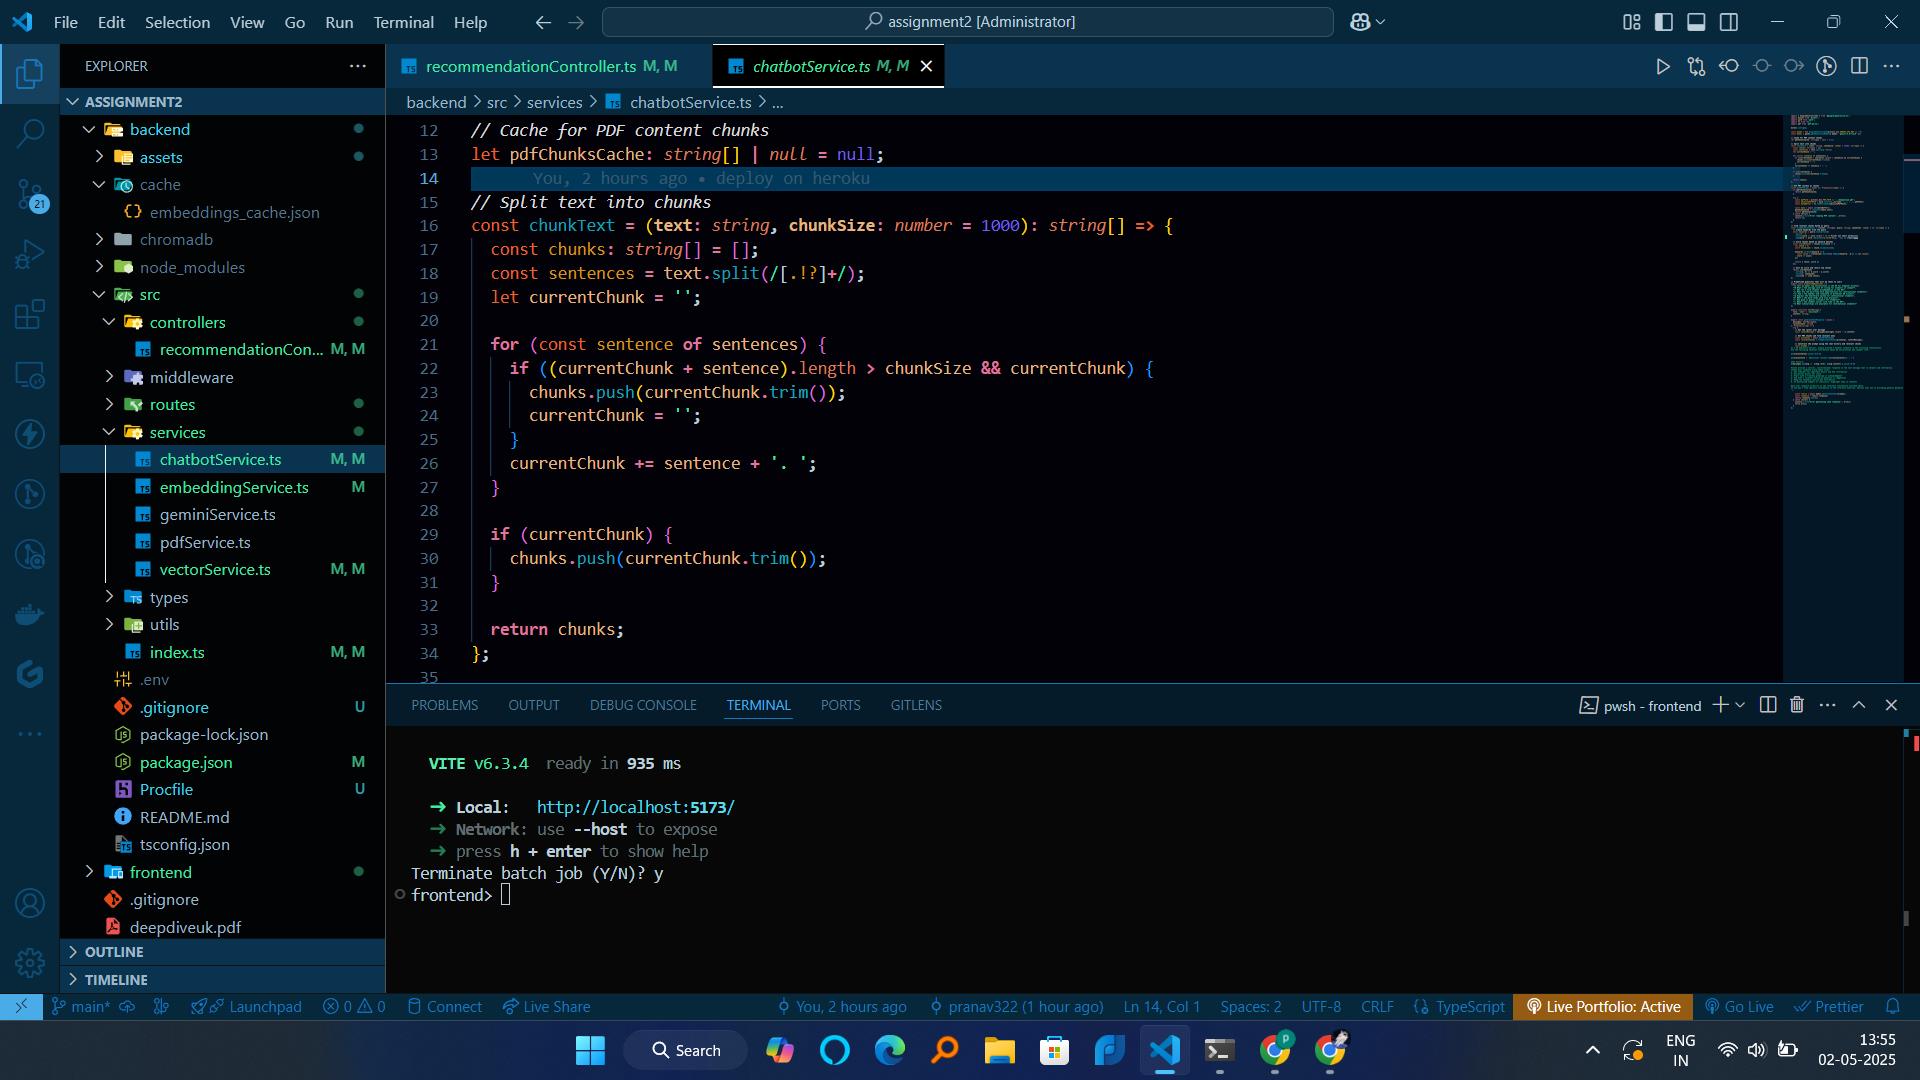 File Edit Selection View Go Run Terminal Help
assignment2 [Administrator]
EXPLORER
ASSIGNMENT2
backend
assets
cache
embeddings_cache.json
chromadb
node_modules
src
controllers
recommendationCon... M, M
middleware
routes
services
chatbotService.ts M, M
embeddingService.ts M
geminiService.ts
pdfService.ts
vectorService.ts M, M
types
utils
index.ts M, M
.env
.gitignore U
package-lock.json
package.json M
Procfile U
README.md
tsconfig.json
frontend
.gitignore
deepdiveuk.pdf
OUTLINE
TIMELINE
21
recommendationController.ts M, M
chatbotService.ts M, M
backend > src > services > chatbotService.ts > ...
12 // Cache for PDF content chunks
13 let pdfChunksCache: string[] | null = null;
14 You, 2 hours ago • deploy on heroku
15 // Split text into chunks
16 const chunkText = (text: string, chunkSize: number = 1000): string[] => {
17 const chunks: string[] = [];
18 const sentences = text.split(/[.!?]+/);
19 let currentChunk = '';
20
21 for (const sentence of sentences) {
22 if ((currentChunk + sentence).length > chunkSize && currentChunk) {
23 chunks.push(currentChunk.trim());
24 currentChunk = '';
25 }
26 currentChunk += sentence + '. ';
27 }
28
29 if (currentChunk) {
30 chunks.push(currentChunk.trim());
31 }
32
33 return chunks;
34 };
35
PROBLEMS OUTPUT DEBUG CONSOLE TERMINAL PORTS GITLENS
pwsh - frontend
VITE v6.3.4 ready in 935 ms
➜ Local: http://localhost:5173/
➜ Network: use --host to expose
➜ press h + enter to show help
Terminate batch job (Y/N)? y
frontend>
main* Launchpad 0 0 Connect Live Share You, 2 hours ago pranav322 (1 hour ago) Ln 14, Col 1 Spaces: 2 UTF-8 CRLF {} TypeScript Live Portfolio: Active Go Live Prettier
Search
ENG
IN
13:55
02-05-2025